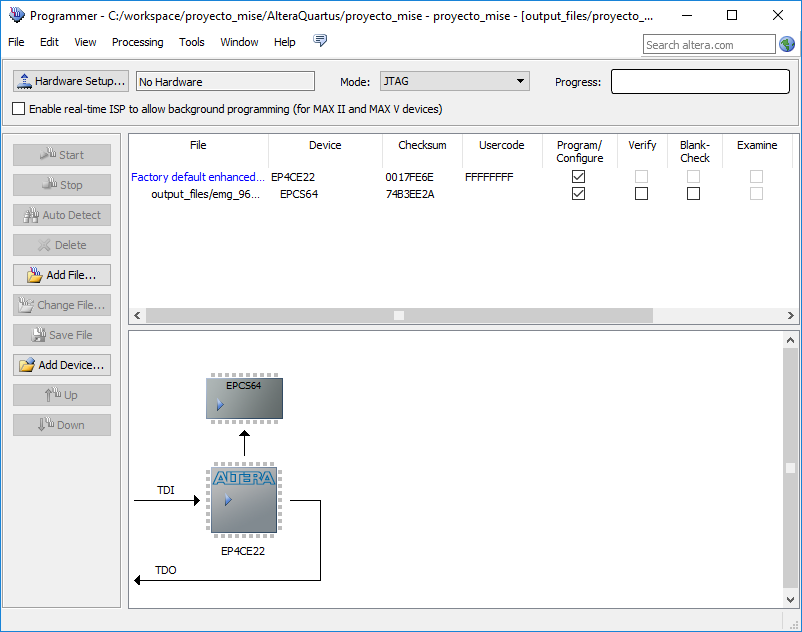 Programmer - C:/workspace/proyecto_mise/AlteraQuartus/proyecto_mise - proyecto_mise - [output_files/proyecto_...
File Edit View Processing Tools Window Help
Search altera.com
Hardware Setup... No Hardware Mode: JTAG Progress:
Enable real-time ISP to allow background programming (for MAX II and MAX V devices)
Start
Stop
Auto Detect
Delete
Add File...
Change File...
Save File
Add Device...
Up
Down
File Device Checksum Usercode Program/ Verify Blank- Examine
Configure Check
Factory default enhanced... EP4CE22 0017FE6E FFFFFFFF
output_files/emg_96... EPCS64 74B3EE2A
EPCS64
ALTERA
TDI
EP4CE22
TDO